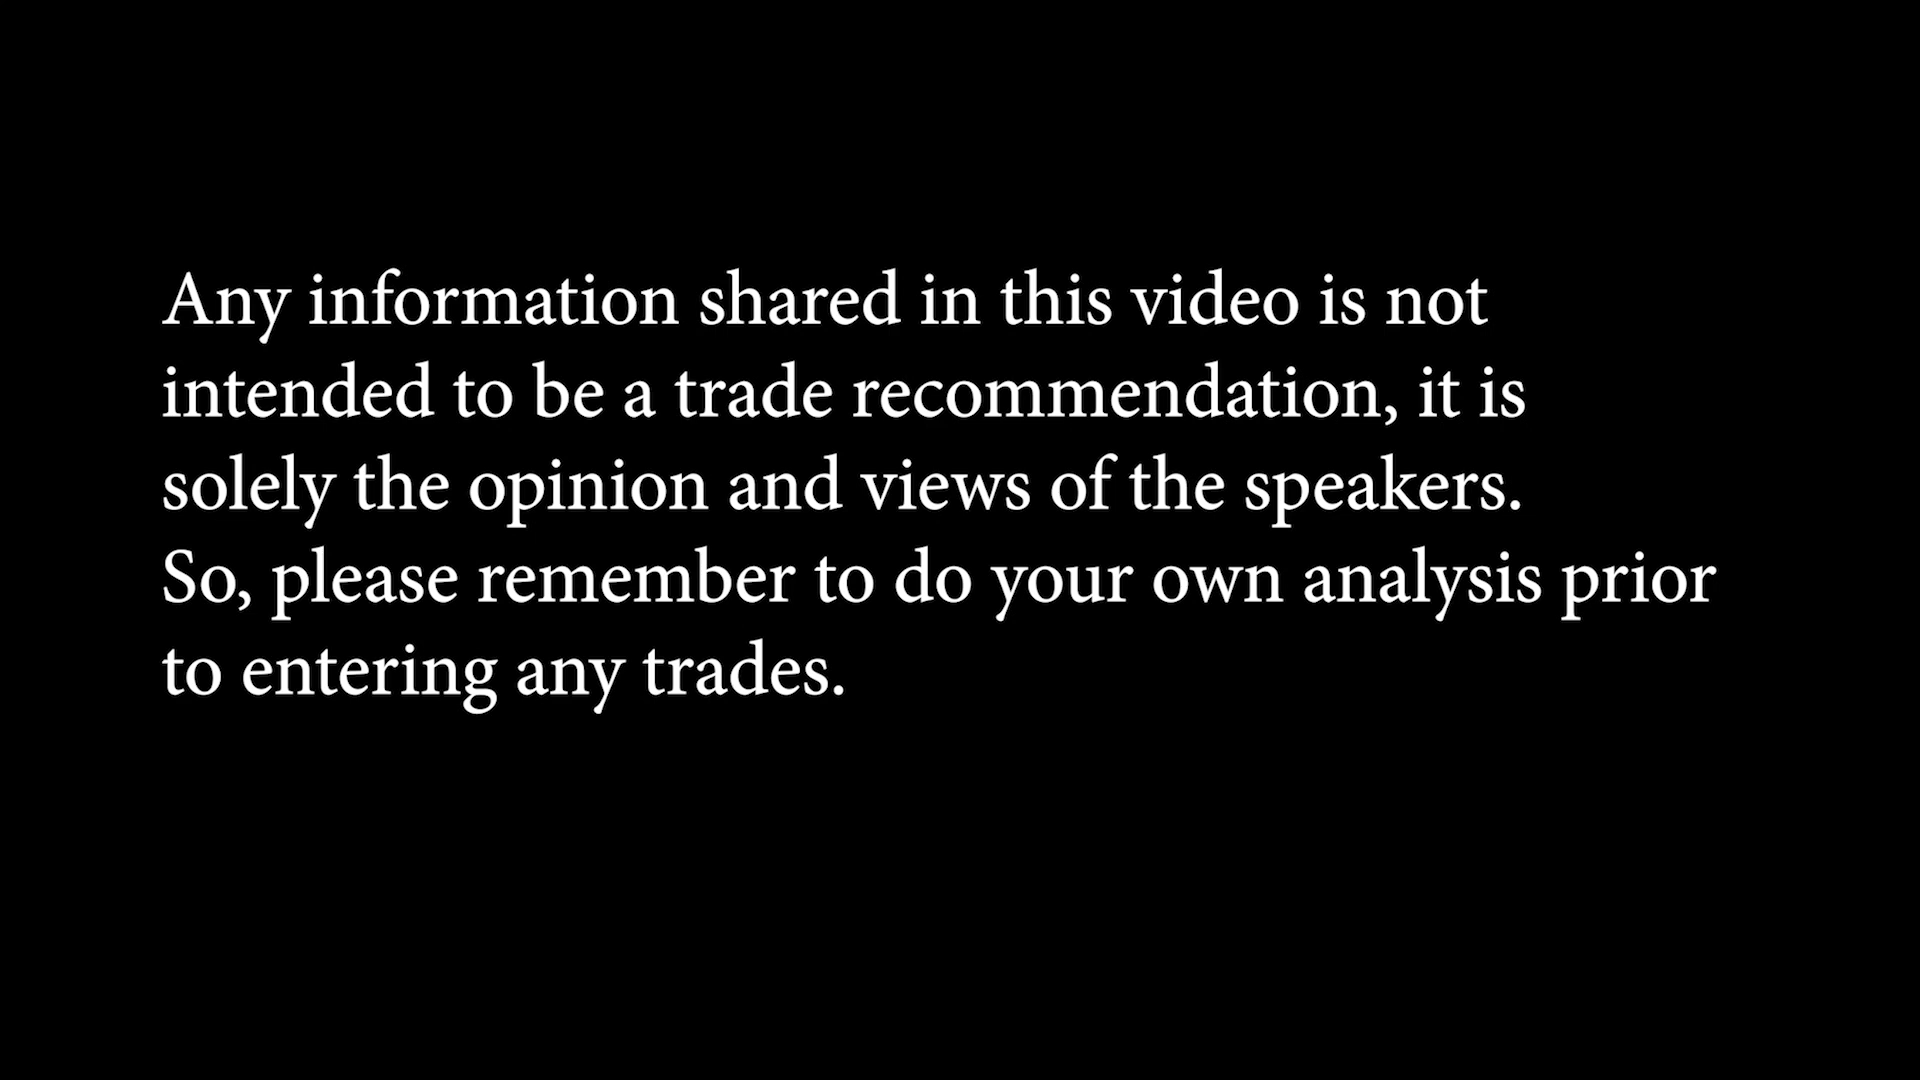 Any information shared in this video is not
intended to be a trade recommendation, it is
solely the opinion and views of the speakers.
So, please remember to do your own analysis prior
to entering any trades.